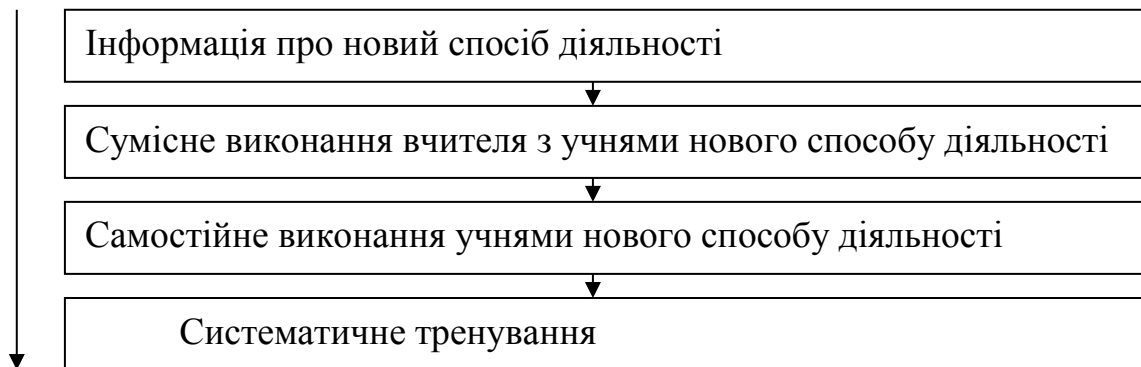 Інформація про новий спосіб діяльності
Сумісне виконання вчителя з учнями нового способу діяльності
Самостійне виконання учнями нового способу діяльності
Систематичне тренування